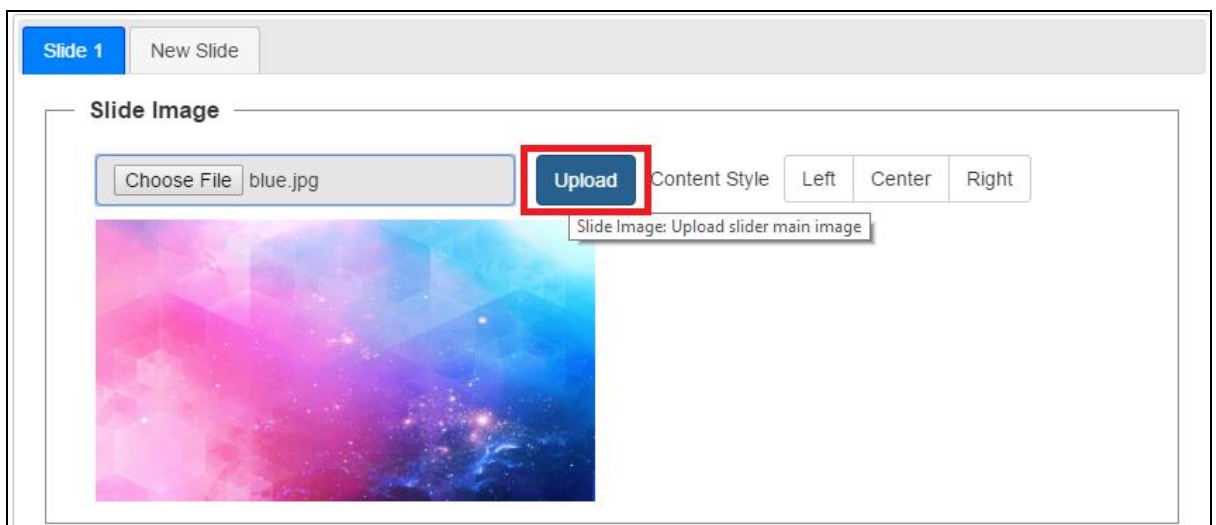 Slide 1 New Slide
Slide Image
Choose File blue.jpg Upload Content Style Left Center Right
Slide Image: Upload slider main image